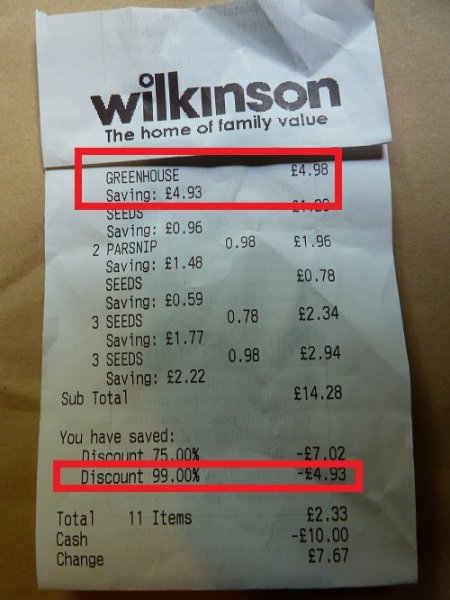 wilkinson
The home of family value
GREENHOUSE £4.98
Saving: £4.93
SEEDS £1.28
Saving: £0.96
2 PARSNIP 0.98 £1.96
Saving: £1.48
SEEDS £0.78
Saving: £0.59
3 SEEDS 0.78 £2.34
Saving: £1.77
3 SEEDS 0.98 £2.94
Saving: £2.22
Sub Total £14.28
You have saved:
Discount 75.00% -£7.02
Discount 99.00% -£4.93
Total 11 Items £2.33
Cash -£10.00
Change £7.67